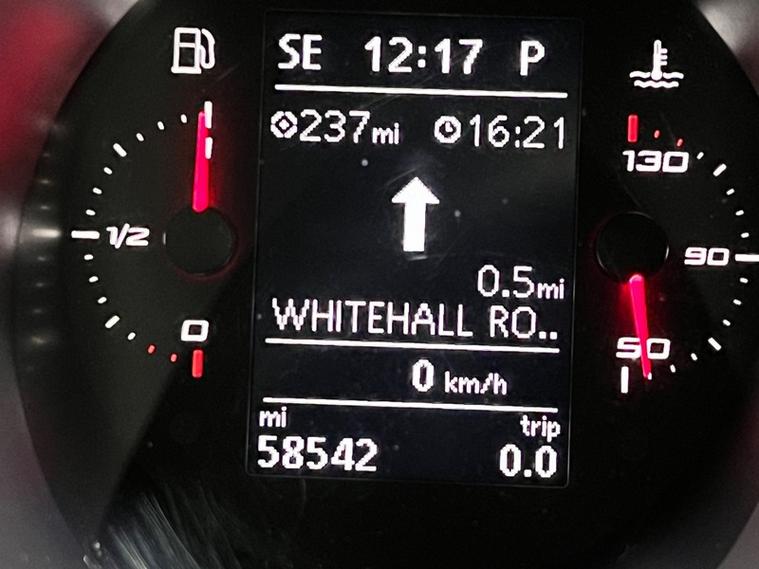 SE 12:17 P
237mi 16:21
130
1/2
90
0.5mi
WHITEHALL RO..
0
50
0 km/h
mi trip
58542 0.0